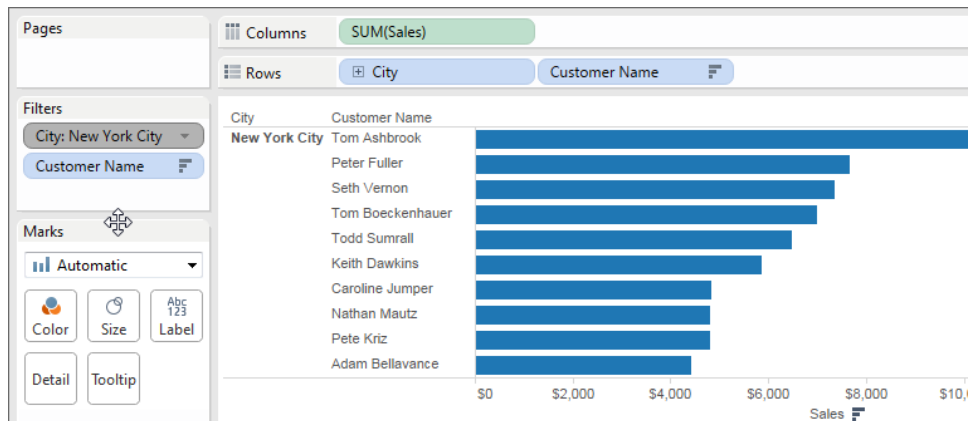 Pages
Columns SUM(Sales)
Rows City Customer Name
Filters
City: New York City
Customer Name
Marks
Automatic
Color Size Abc 123 Label
Detail Tooltip
City Customer Name
New York City Tom Ashbrook
Peter Fuller
Seth Vernon
Tom Boeckenhauer
Todd Sumrall
Keith Dawkins
Caroline Jumper
Nathan Mautz
Pete Kriz
Adam Bellavance
$0 $2,000 $4,000 $6,000 $8,000 $10,
Sales